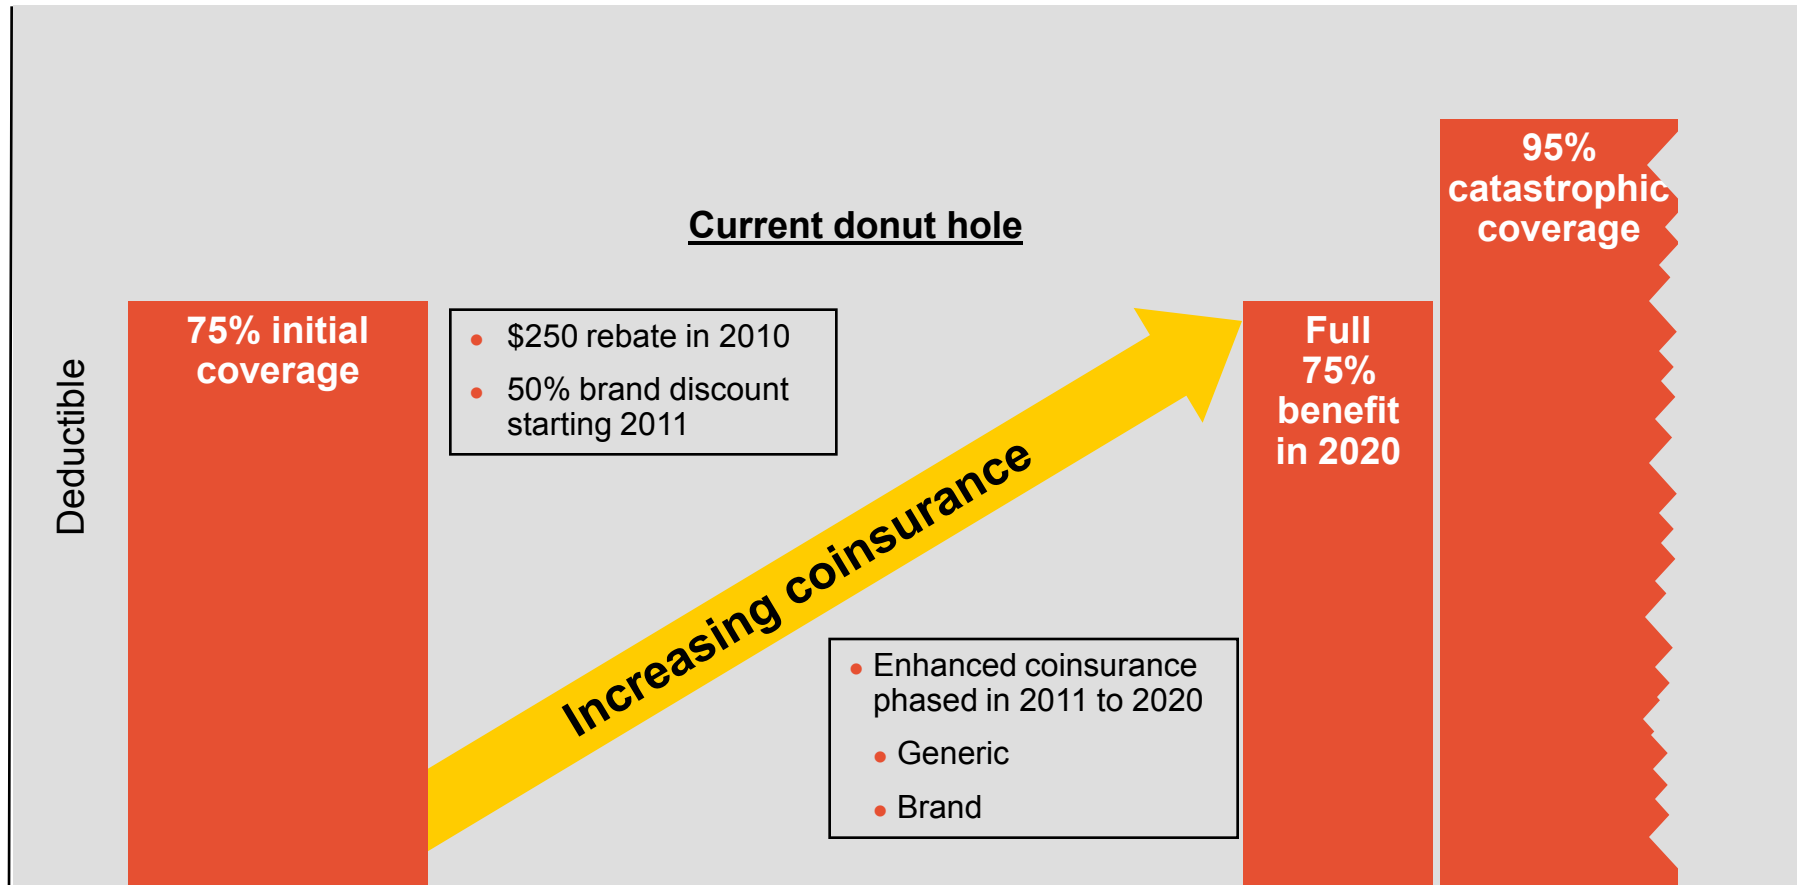 Deductible
75% initial
coverage
Current donut hole
• $250 rebate in 2010
• 50% brand discount
starting 2011
Increasing coinsurance
• Enhanced coinsurance
phased in 2011 to 2020
• Generic
• Brand
Full
75%
benefit
in 2020
95%
catastrophic
coverage